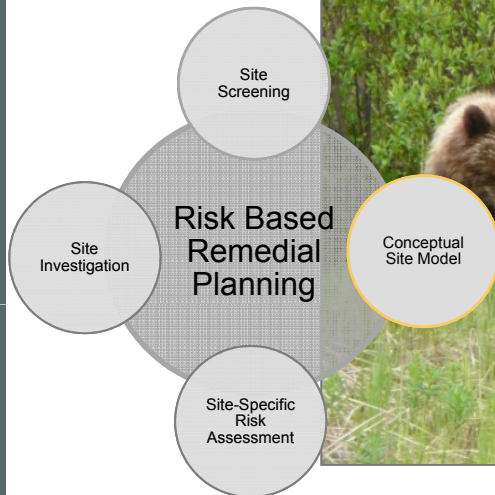 Site
Screening
Risk Based
Remedial
Planning
Site
Investigation
Conceptual
Site Model
Site-Specific
Risk
Assessment